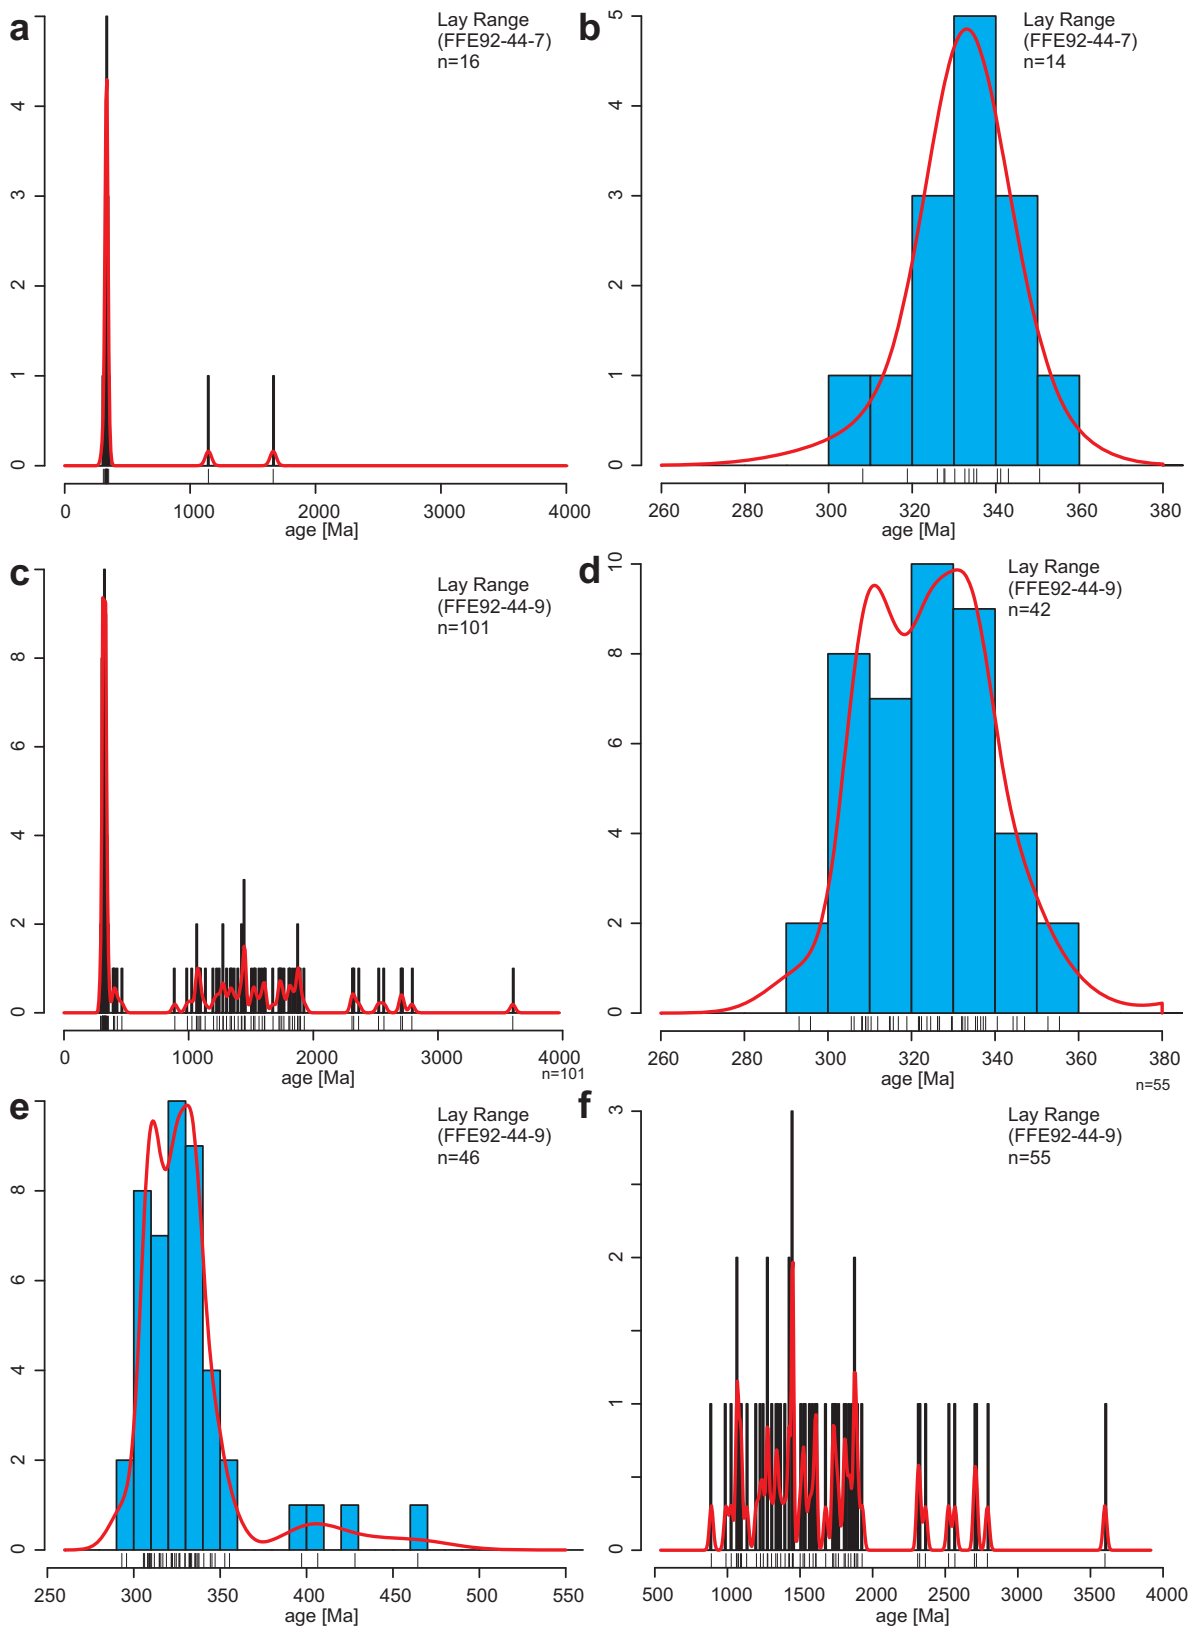 a
Lay Range
(FFE92-44-7)
n=16
0 1 2 3 4
0 1000 2000 3000 4000
age [Ma]
b
Lay Range
(FFE92-44-7)
n=14
0 1 2 3 4 5
260 300 320 340 360 380
age [Ma]
c
Lay Range
(FFE92-44-9)
n=101
0 2 4 6 8
0 1000 2000 3000 4000
age [Ma]
n=101
d
Lay Range
(FFE92-44-9)
n=42
0 2 4 6 8 10
260 280 300 320 340 360 380
age [Ma]
n=55
e
Lay Range
(FFE92-44-9)
n=46
0 2 4 6 8
250 300 350 400 450 500 550
age [Ma]
f
Lay Range
(FFE92-44-9)
n=55
0 1 2 3
500 1000 1500 2000 2500 3000 3500 4000
age [Ma]